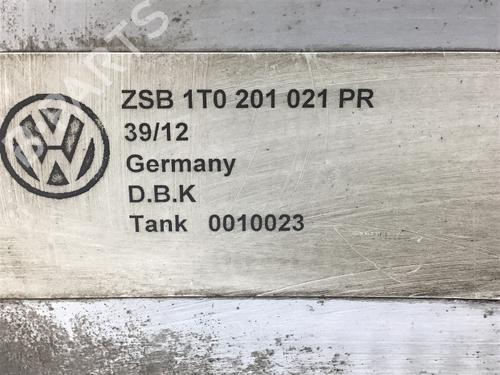 ZSB 1T0 201 021 PR
39/12
Germany
D.B.K
Tank 0010023